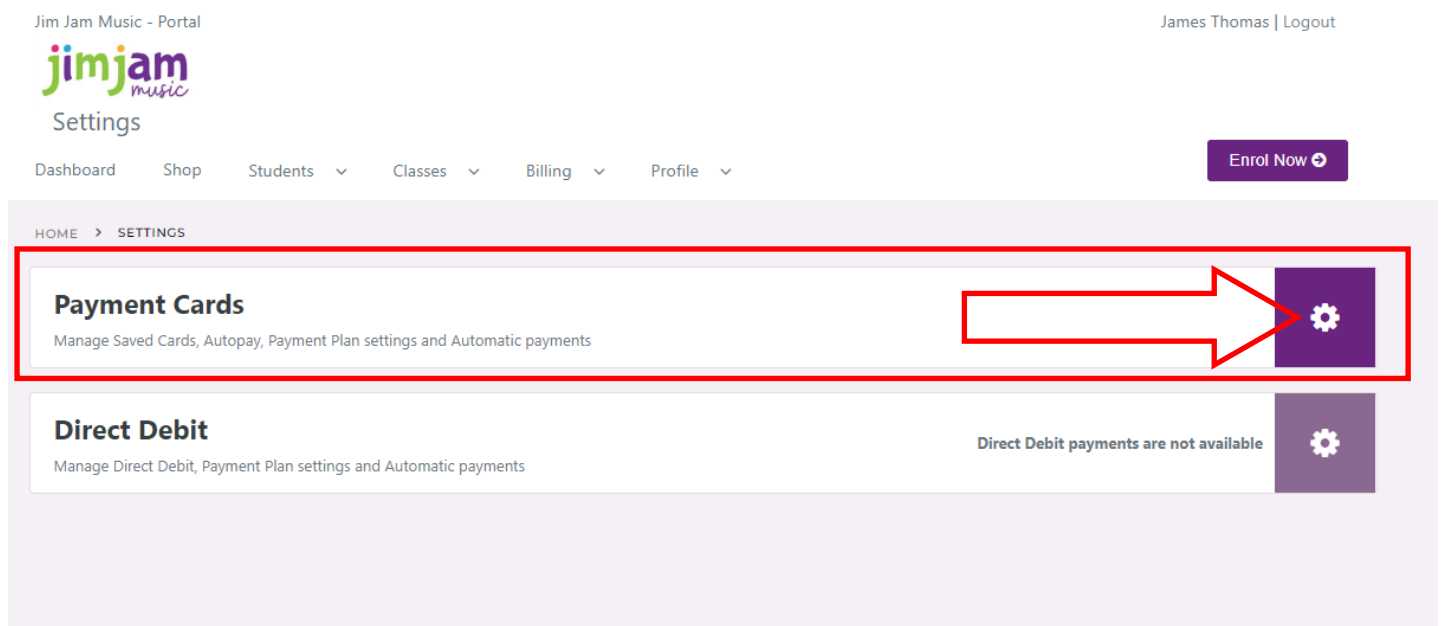 Jim Jam Music - Portal
James Thomas | Logout
jimjam
music
Settings
Dashboard Shop Students Classes Billing Profile
Enrol Now
HOME > SETTINGS
Payment Cards
Manage Saved Cards, Autopay, Payment Plan settings and Automatic payments
Direct Debit
Manage Direct Debit, Payment Plan settings and Automatic payments
Direct Debit payments are not available